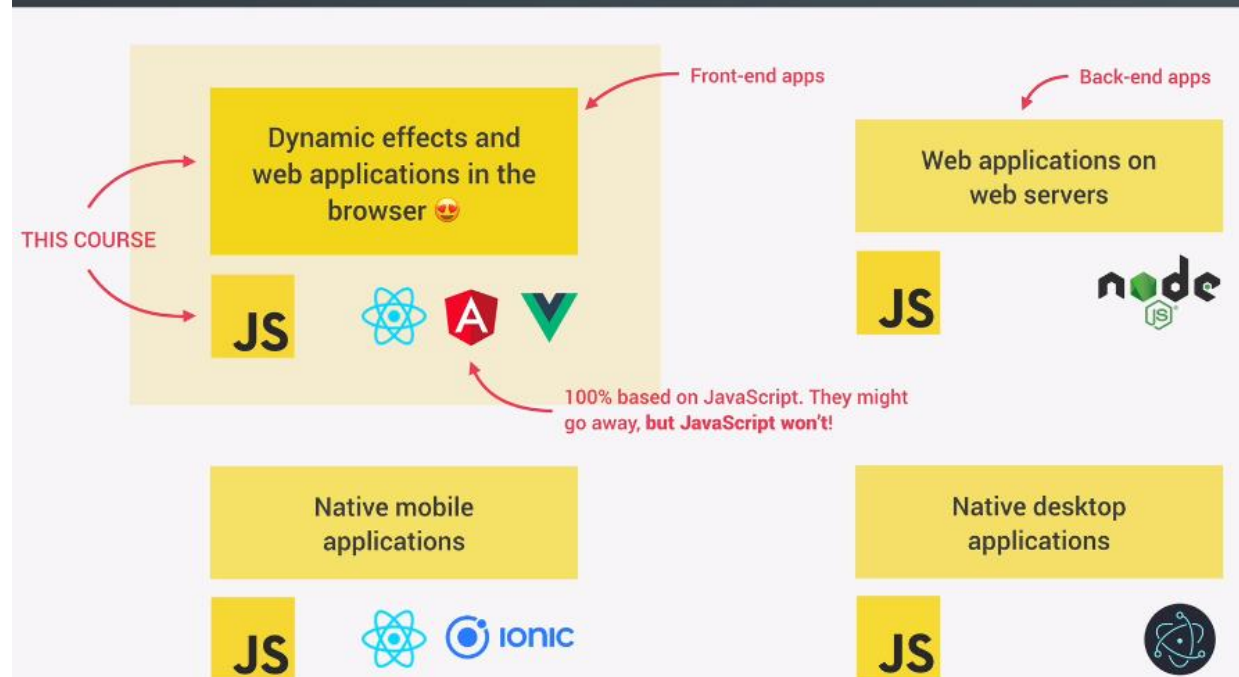 Front-end apps
Back-end apps
Dynamic effects and
web applications in the
browser 😍
Web applications on
web servers
THIS COURSE
JS
A
node
JS
JS
100% based on JavaScript. They might
go away, but JavaScript won't!
Native mobile
applications
Native desktop
applications
JS
IONIC
JS